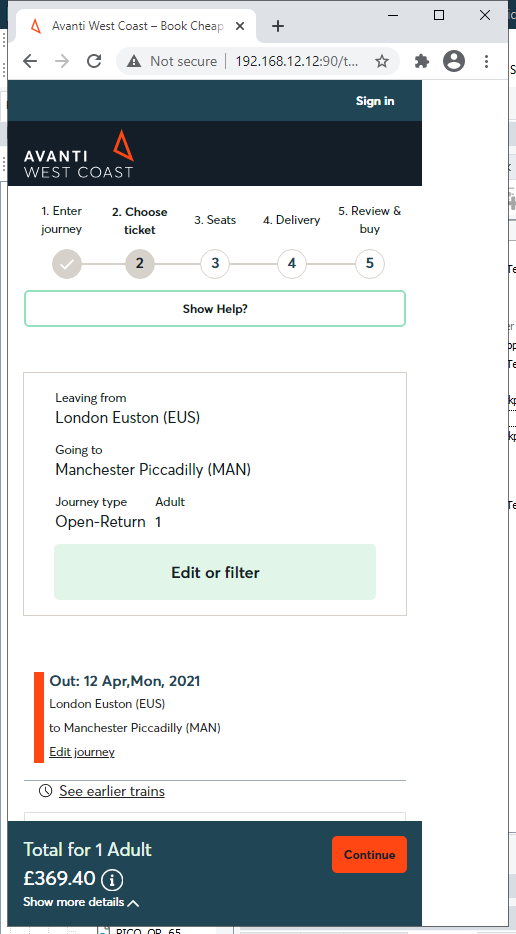 Avanti West Coast – Book Cheap
Not secure | 192.168.12.12:90/t...
Sign in
AVANTI
WEST COAST
1. Enter journey
2. Choose ticket
3. Seats
4. Delivery
5. Review & buy
2
3
4
5
Show Help?
Leaving from
London Euston (EUS)
Going to
Manchester Piccadilly (MAN)
Journey type Adult
Open-Return 1
Edit or filter
Out: 12 Apr,Mon, 2021
London Euston (EUS)
to Manchester Piccadilly (MAN)
Edit journey
See earlier trains
Total for 1 Adult
£369.40
Continue
Show more details